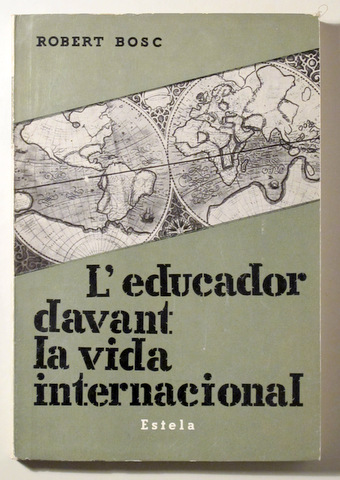 ROBERT BOSC
L'educador
davant
la vida
internacional
Estela